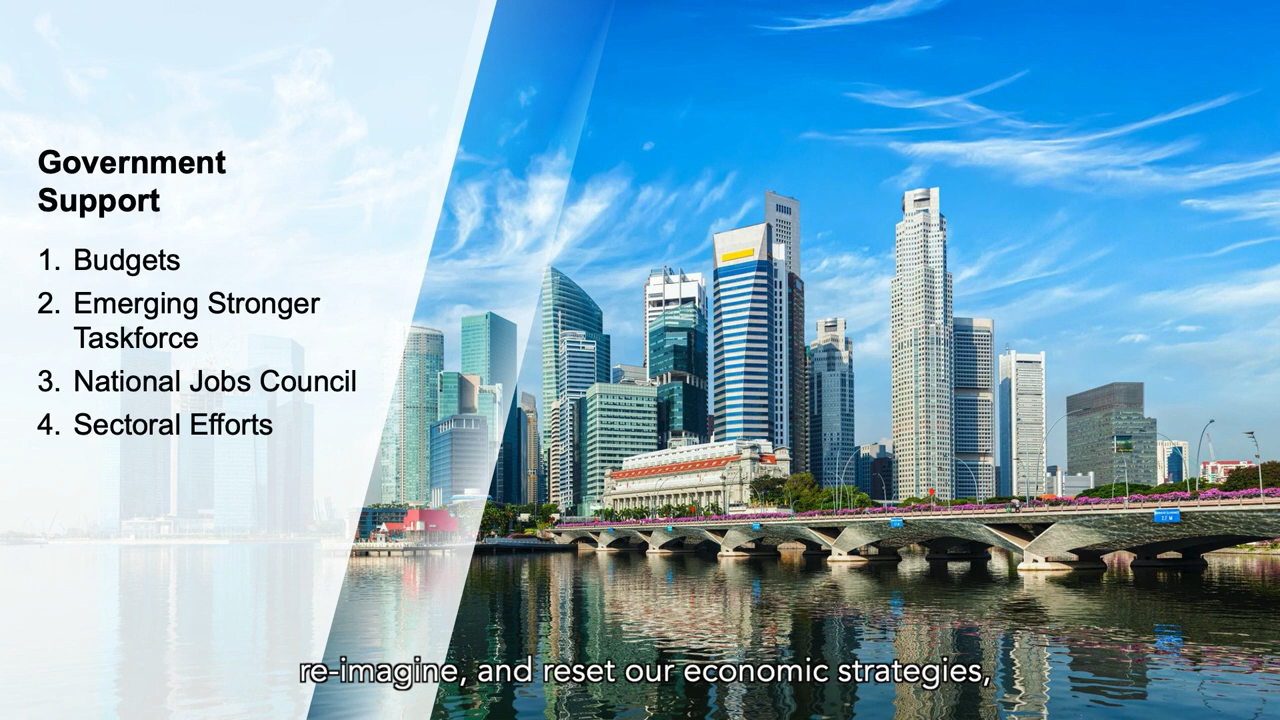 Government
Support
1. Budgets
2. Emerging Stronger
Taskforce
3. National Jobs Council
4. Sectoral Efforts
re-imagine, and reset our economic strategies,